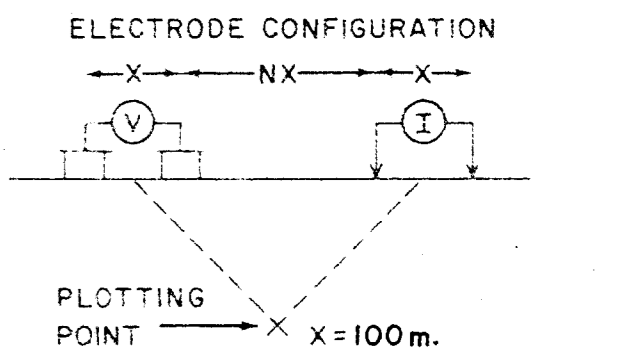 ELECTRODE CONFIGURATION
X NX X
V I
PLOTTING
POINT X = 100 m.